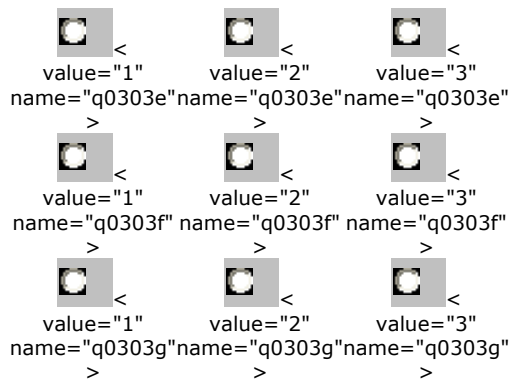 < < <
value="1" value="2" value="3"
name="q0303e"name="q0303e"name="q0303e"
> > >
< < <
value="1" value="2" value="3"
name="q0303f" name="q0303f" name="q0303f"
> > >
< < <
value="1" value="2" value="3"
name="q0303g"name="q0303g"name="q0303g"
> > >